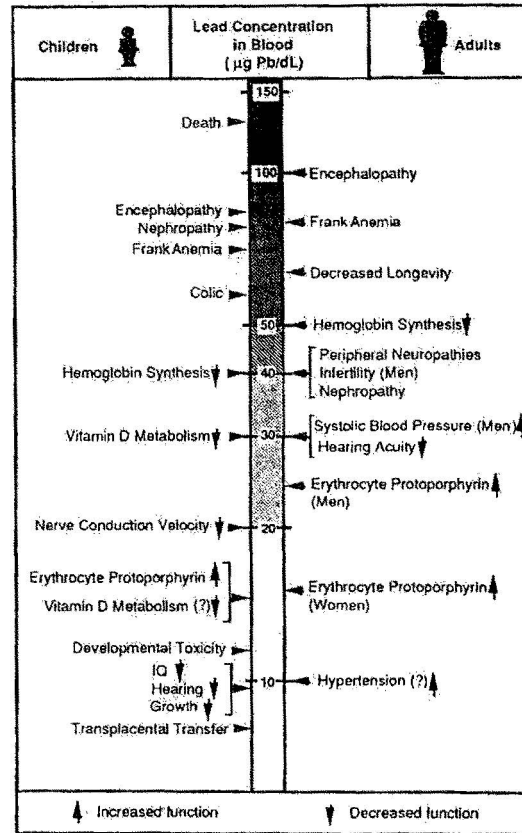 Children
Lead Concentration
in Blood
(µg Pb/dL)
Adults
150
Death
100
Encephalopathy
Encephalopathy
Nephropathy
Frank Anemia
Frank Anemia
Decreased Longevity
Colic
50
Hemoglobin Synthesis ↓
Peripheral Neuropathies
Infertility (Men)
Nephropathy
Hemoglobin Synthesis ↓
40
Systolic Blood Pressure (Men) ↑
Hearing Acuity ↓
Vitamin D Metabolism ↓
30
Erythrocyte Protoporphyrin ↑
(Men)
Nerve Conduction Velocity ↓
20
Erythrocyte Protoporphyrin ↑
Vitamin D Metabolism (?) ↓
Erythrocyte Protoporphyrin ↑
(Women)
Developmental Toxicity
IQ ↓
Hearing ↓
Growth ↓
10
Hypertension (?) ↑
Transplacental Transfer
↑ Increased function
↓ Decreased function